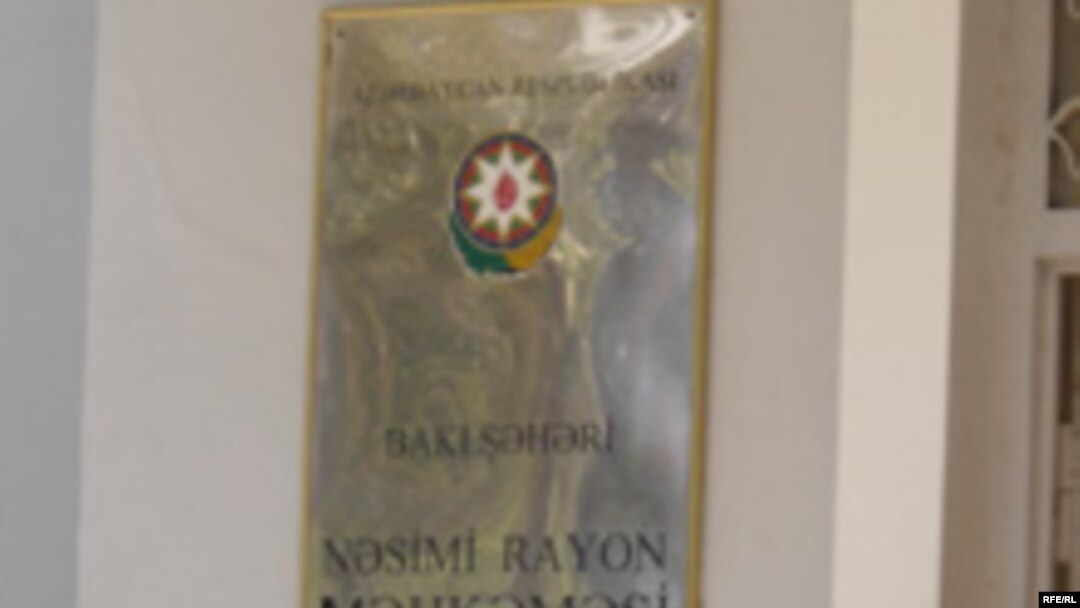 AZƏRBAYCAN RESPUBLİKASI
BAKI ŞƏHƏRİ
NƏSİMİ RAYON
MƏHKƏMƏSİ
RFE/RL